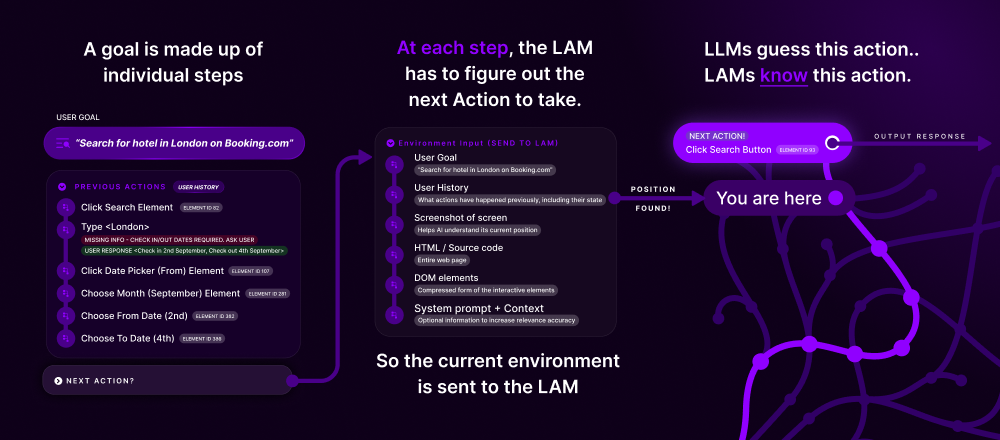 A goal is made up of
individual steps
USER GOAL
"Search for hotel in London on Booking.com"
PREVIOUS ACTIONS USER HISTORY
Click Search Element ELEMENT ID 82
Type <London>
MISSING INFO - CHECK IN/OUT DATES REQUIRED, ASK USER
USER RESPONSE <Check in 2nd September, Check out 4th September>
Click Date Picker (From) Element ELEMENT ID 107
Choose Month (September) Element ELEMENT ID 281
Choose From Date (2nd) ELEMENT ID 382
Choose To Date (4th) ELEMENT ID 386
NEXT ACTION?
At each step, the LAM
has to figure out the
next Action to take.
Environment Input (SEND TO LAM)
User Goal
"Search for hotel in London on Booking.com"
User History
What actions have happened previously, including their state
Screenshot of screen
Helps AI understand its current position
HTML / Source code
Entire web page
DOM elements
Compressed form of the interactive elements
System prompt + Context
Optional information to increase relevance accuracy
So the current environment
is sent to the LAM
POSITION
FOUND!
LLMs guess this action..
LAMs know this action.
NEXT ACTION!
Click Search Button ELEMENT ID 93
OUTPUT RESPONSE
You are here